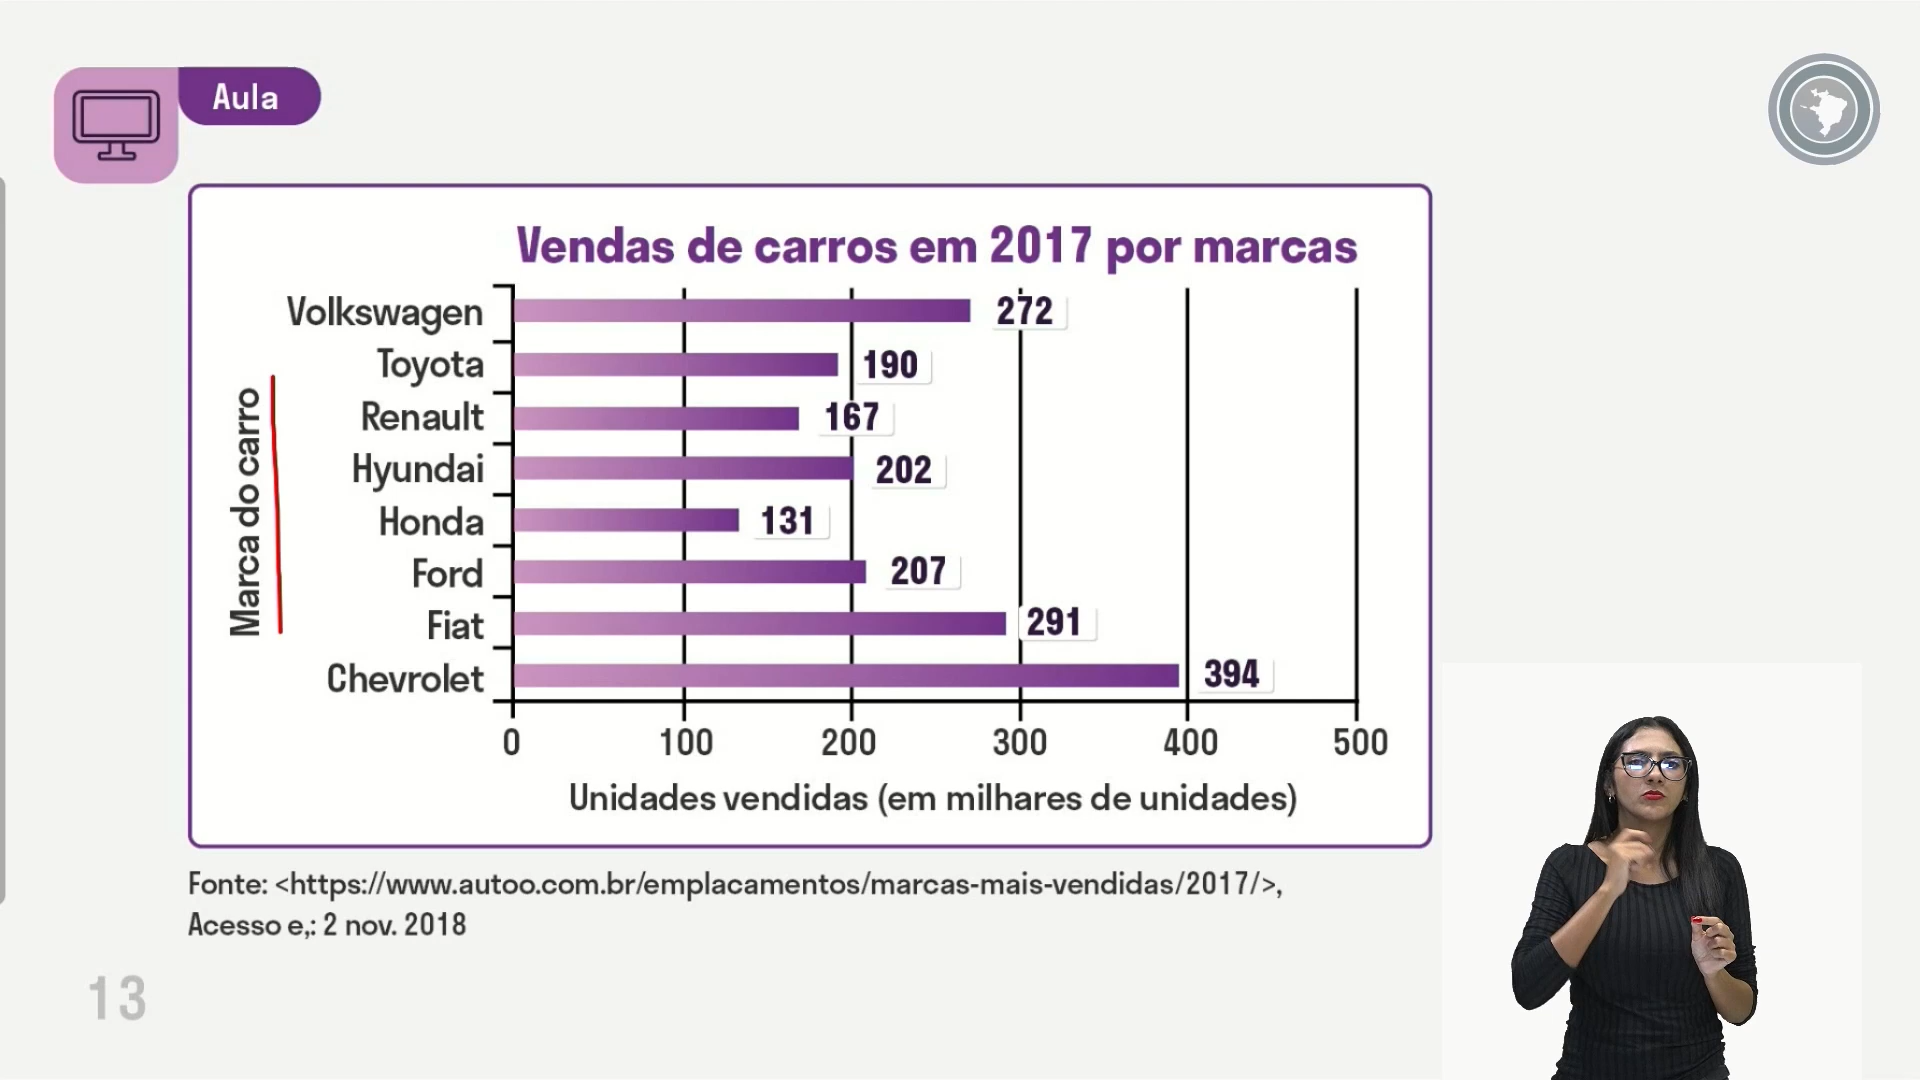 Aula
Vendas de carros em 2017 por marcas
Marca do carro
Volkswagen 272
Toyota 190
Renault 167
Hyundai 202
Honda 131
Ford 207
Fiat 291
Chevrolet 394
0 100 200 300 400 500
Unidades vendidas (em milhares de unidades)
Fonte: <https://www.autoo.com.br/emplacamentos/marcas-mais-vendidas/2017/>,
Acesso e,: 2 nov. 2018
13